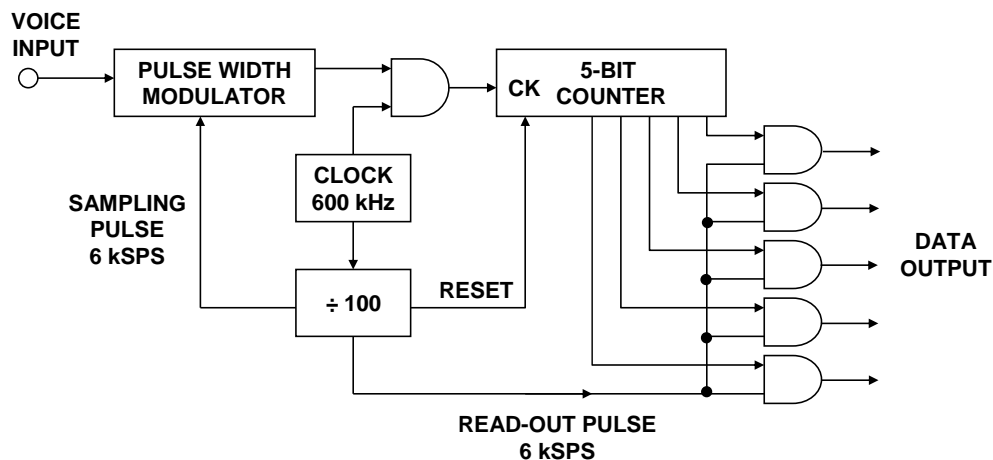 VOICE
INPUT
PULSE WIDTH
MODULATOR
CK
5-BIT
COUNTER
CLOCK
600 kHz
SAMPLING
PULSE
6 kSPS
÷ 100
RESET
DATA
OUTPUT
READ-OUT PULSE
6 kSPS